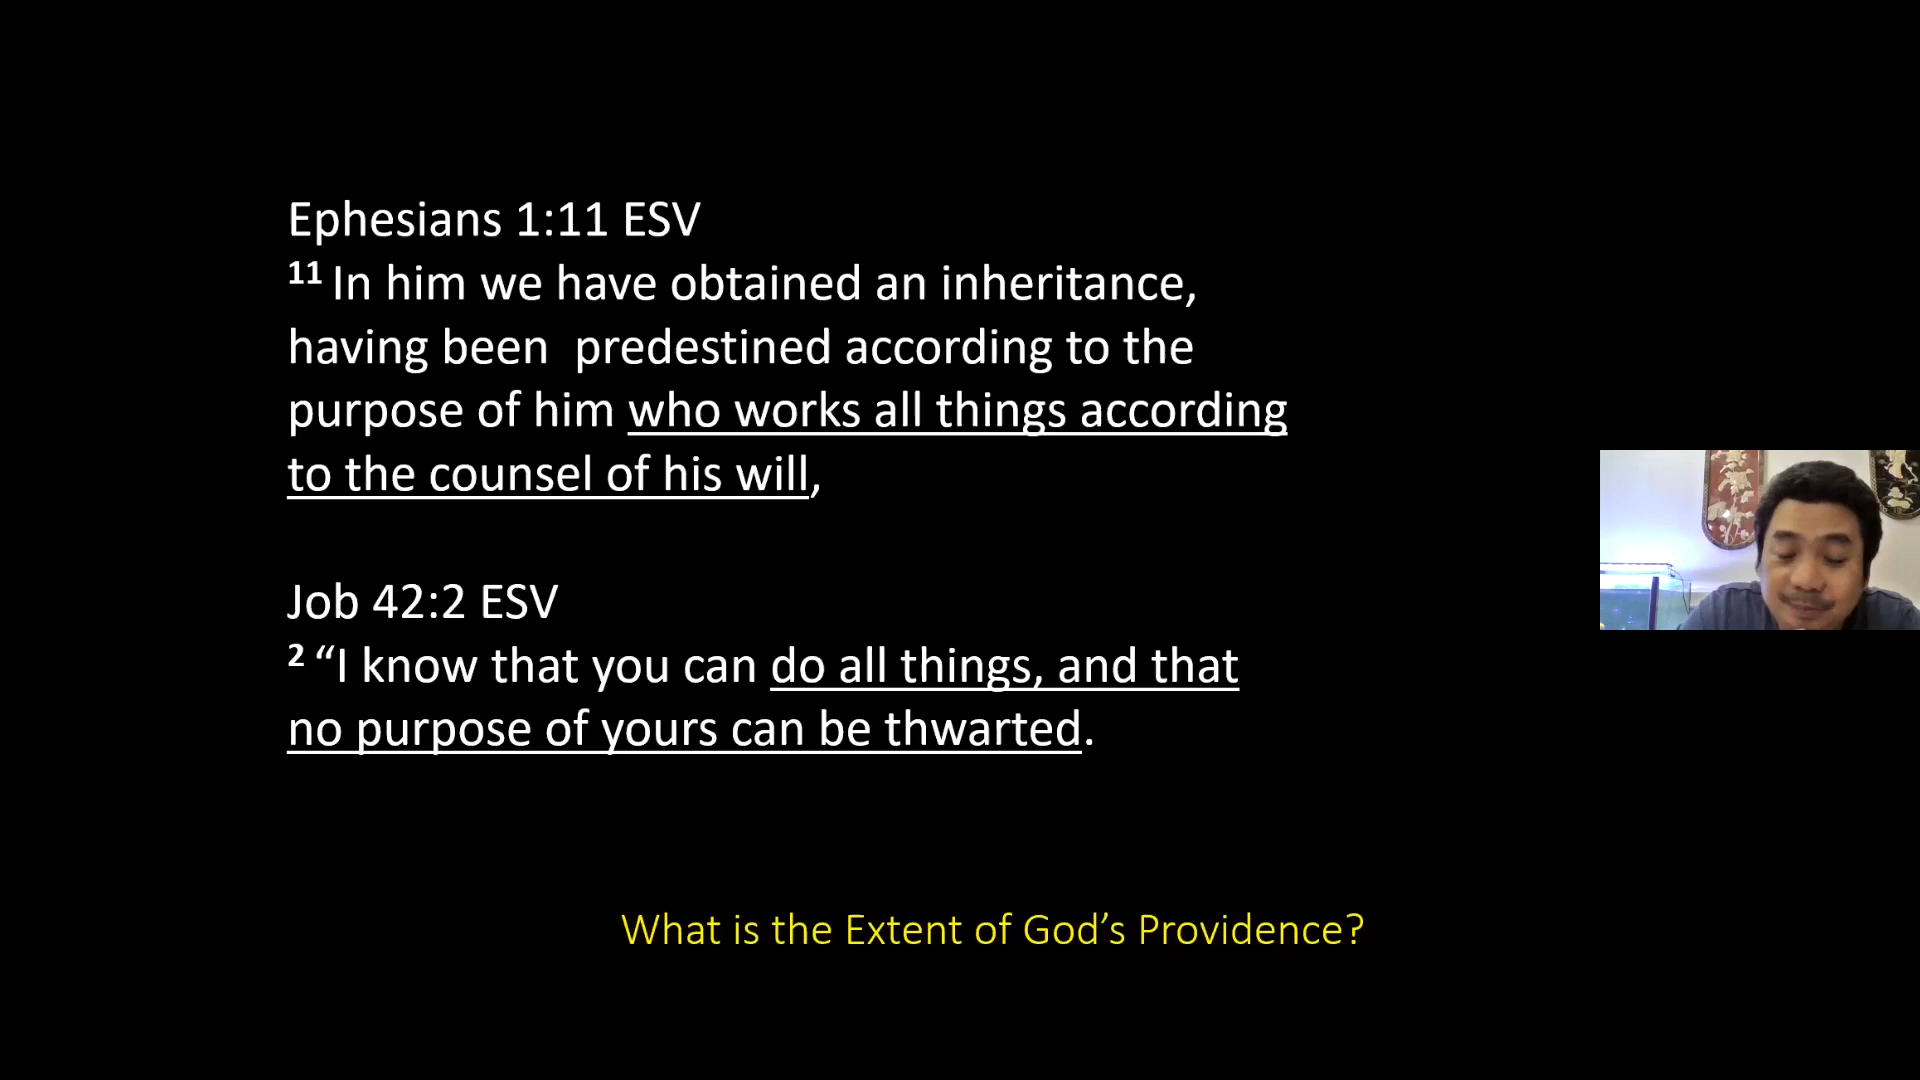 Ephesians 1:11 ESV
11 In him we have obtained an inheritance,
having been  predestined according to the
purpose of him who works all things according
to the counsel of his will,
Job 42:2 ESV
2 “I know that you can do all things, and that
no purpose of yours can be thwarted.
What is the Extent of God’s Providence?